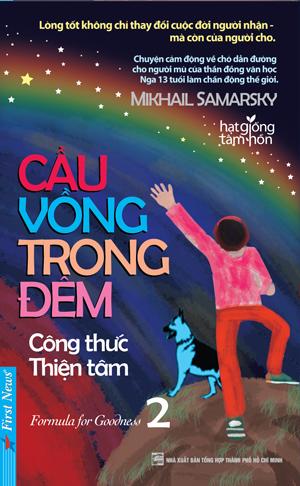 Lòng tốt không chỉ thay đổi cuộc đời người nhận -
mà còn của người cho.
Chuyện cảm động về chó dẫn đường
cho người mù của thần đồng văn học
Nga 13 tuổi làm chấn động thế giới.
MIKHAIL SAMARSKY
hạt giống
tâm hồn
CẦU
VỒNG
TRONG
ĐÊM
Công thức
Thiện tâm
Formula for Goodness 2
First News
NHÀ XUẤT BẢN TỔNG HỢP THÀNH PHỐ HỒ CHÍ MINH